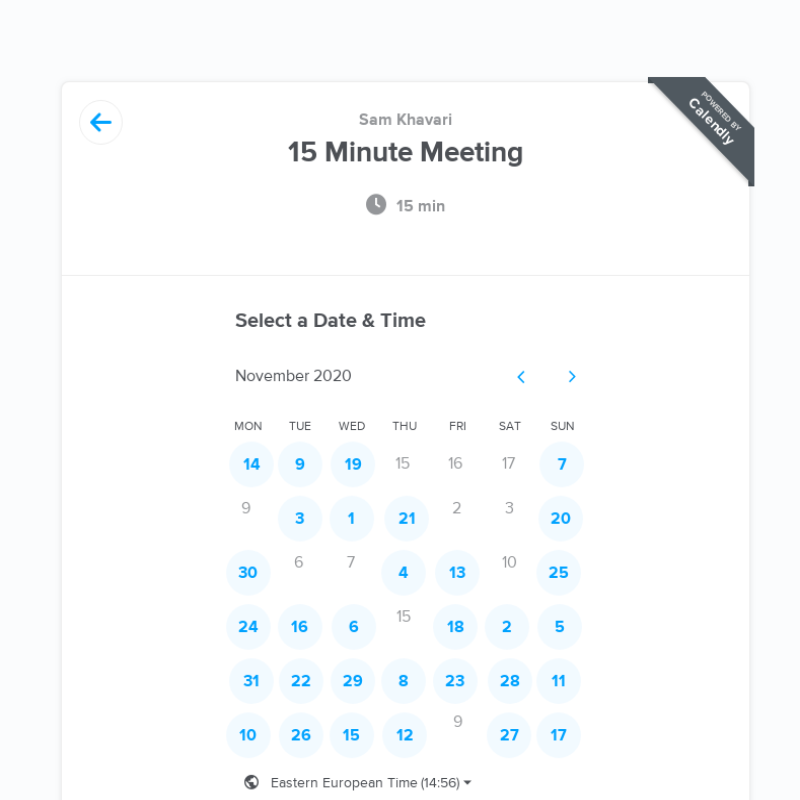 POWERED BY
Calendly
Sam Khavari
15 Minute Meeting
15 min
Select a Date & Time
November 2020
MON TUE WED THU FRI SAT SUN
14 9 19 15 16 17 7
9 3 1 21 2 3 20
30 6 7 4 13 10 25
24 16 6 15 18 2 5
31 22 29 8 23 28 11
10 26 15 12 9 27 17
Eastern European Time (14:56)